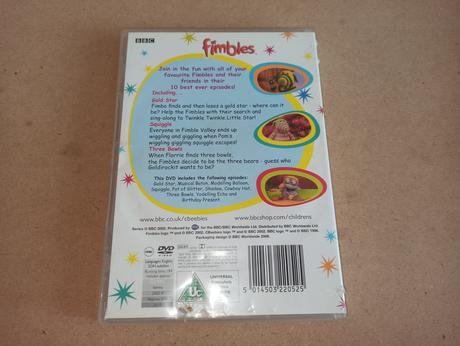 BBC
fimbles
Join in the fun with all of your
favourite Fimbles and their
friends in their
10 best ever episodes!
Including...
Gold Star
Fimbo finds and then loses a gold star - where can it
be? Help the Fimbles with their search and
sing-along to Twinkle Twinkle Little Star!
Squiggle
Everyone in Fimble Valley ends up
wiggling and giggling when Pom's
wiggling giggling squiggle escapes!
Three Bowls
When Florrie finds three bowls,
the Fimbles decide to be the three bears - guess who
Goldirockit wants to be?
This DVD includes the following episodes:
Gold Star, Musical Baton, Modelling Balloon,
Squiggle, Pot of Glitter, Shadow, Cowboy Hat,
Three Bowls, Yodelling Echo and
Birthday Present.
www.bbc.co.uk/cbeebies
www.bbcshop.com/childrens
DVD
VIDEO
Uc
UNIVERSAL
5 014503 220525